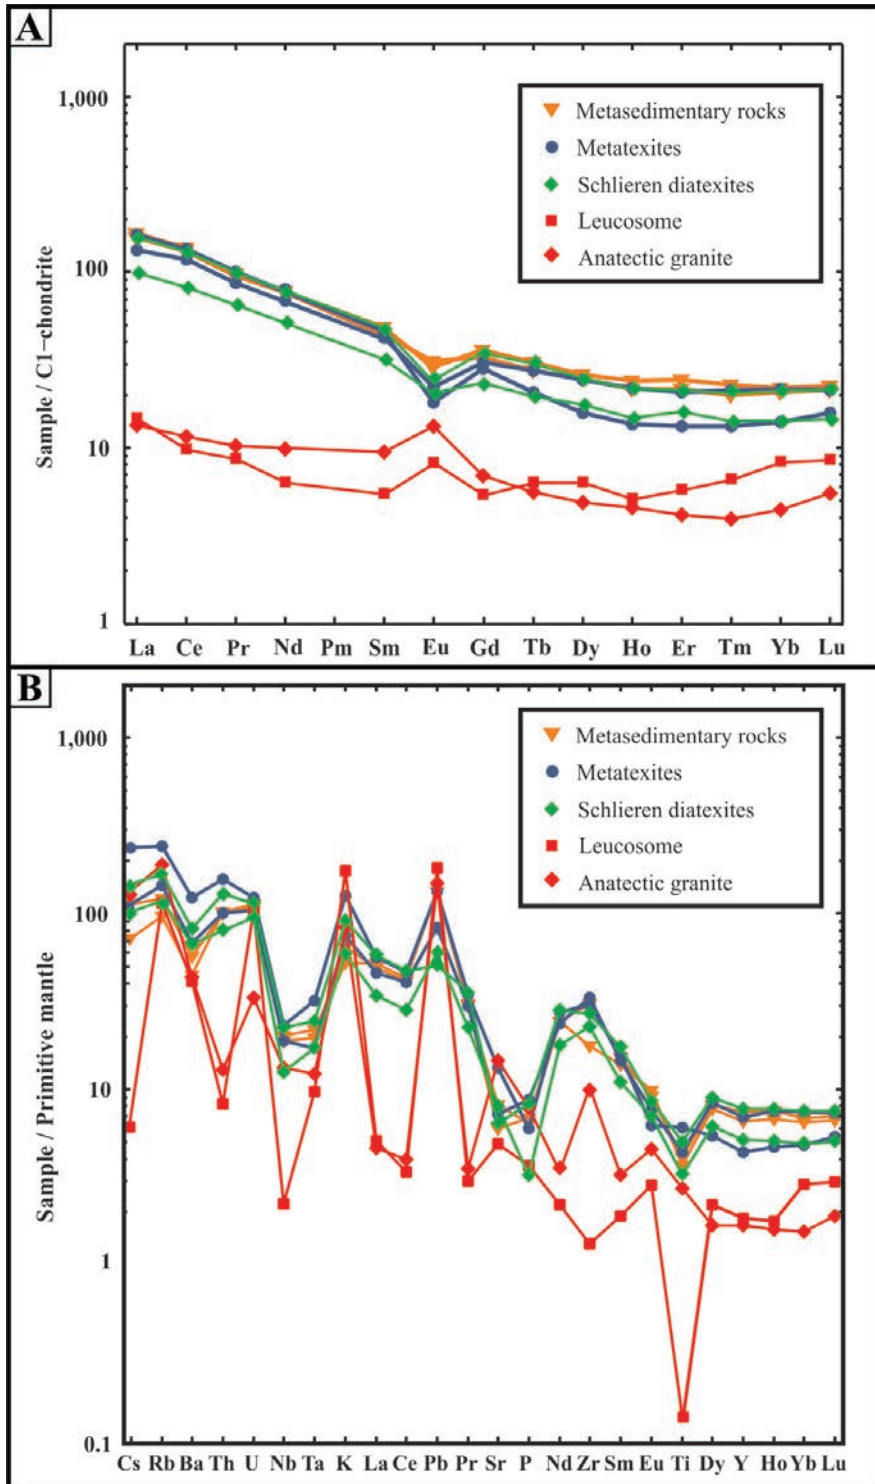 A
1,000
100
10
1
Sample / C1–chondrite
Metasedimentary rocks
Metatexites
Schlieren diatexites
Leucosome
Anatectic granite
La Ce Pr Nd Pm Sm Eu Gd Tb Dy Ho Er Tm Yb Lu
B
1,000
100
10
1
0.1
Sample / Primitive mantle
Metasedimentary rocks
Metatexites
Schlieren diatexites
Leucosome
Anatectic granite
Cs Rb Ba Th U Nb Ta K La Ce Pb Pr Sr P Nd Zr Sm Eu Ti Dy Y Ho Yb Lu